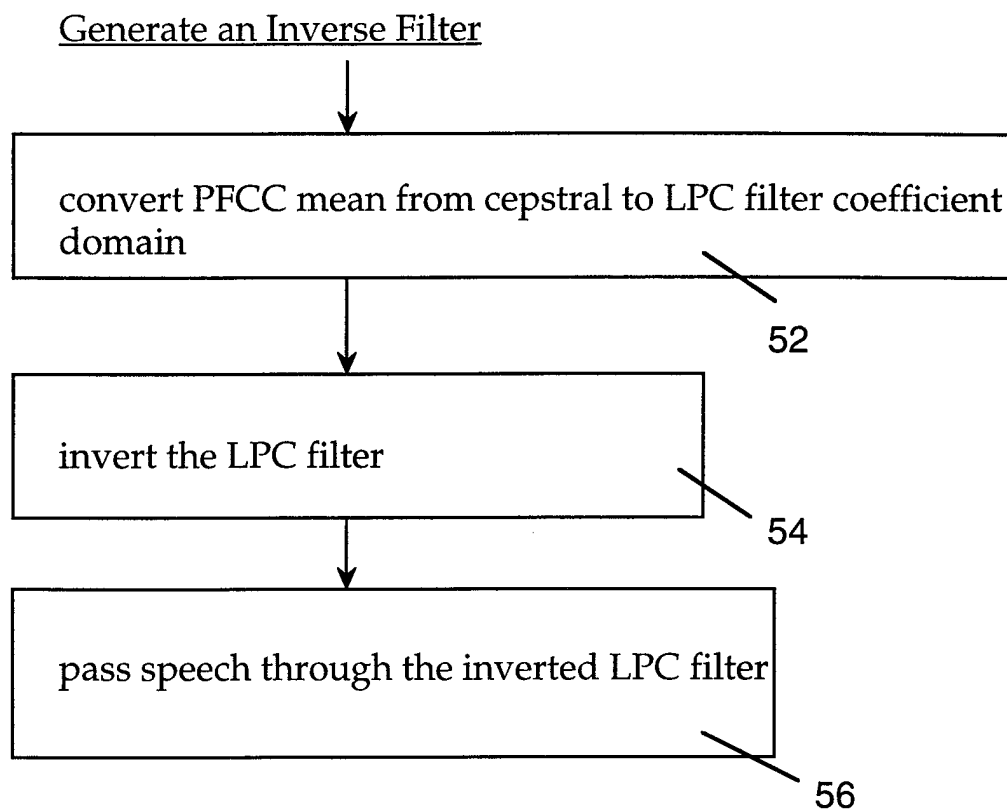 Generate an Inverse Filter
convert PFCC mean from cepstral to LPC filter coefficient
domain
52
invert the LPC filter
54
pass speech through the inverted LPC filter
56